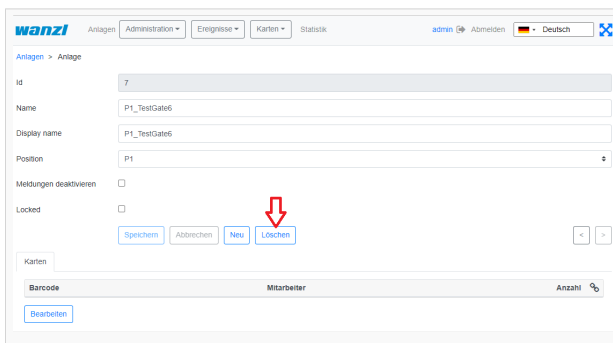 wanzl Anlagen Administration Ereignisse Karten Statistik admin Abmelden Deutsch
Anlagen > Anlage
Id 7
Name P1_TestGate6
Display name P1_TestGate6
Position P1
Meldungen deaktivieren
Locked
Speichern Abbrechen Neu Löschen < >
Karten
Barcode Mitarbeiter Anzahl
Bearbeiten